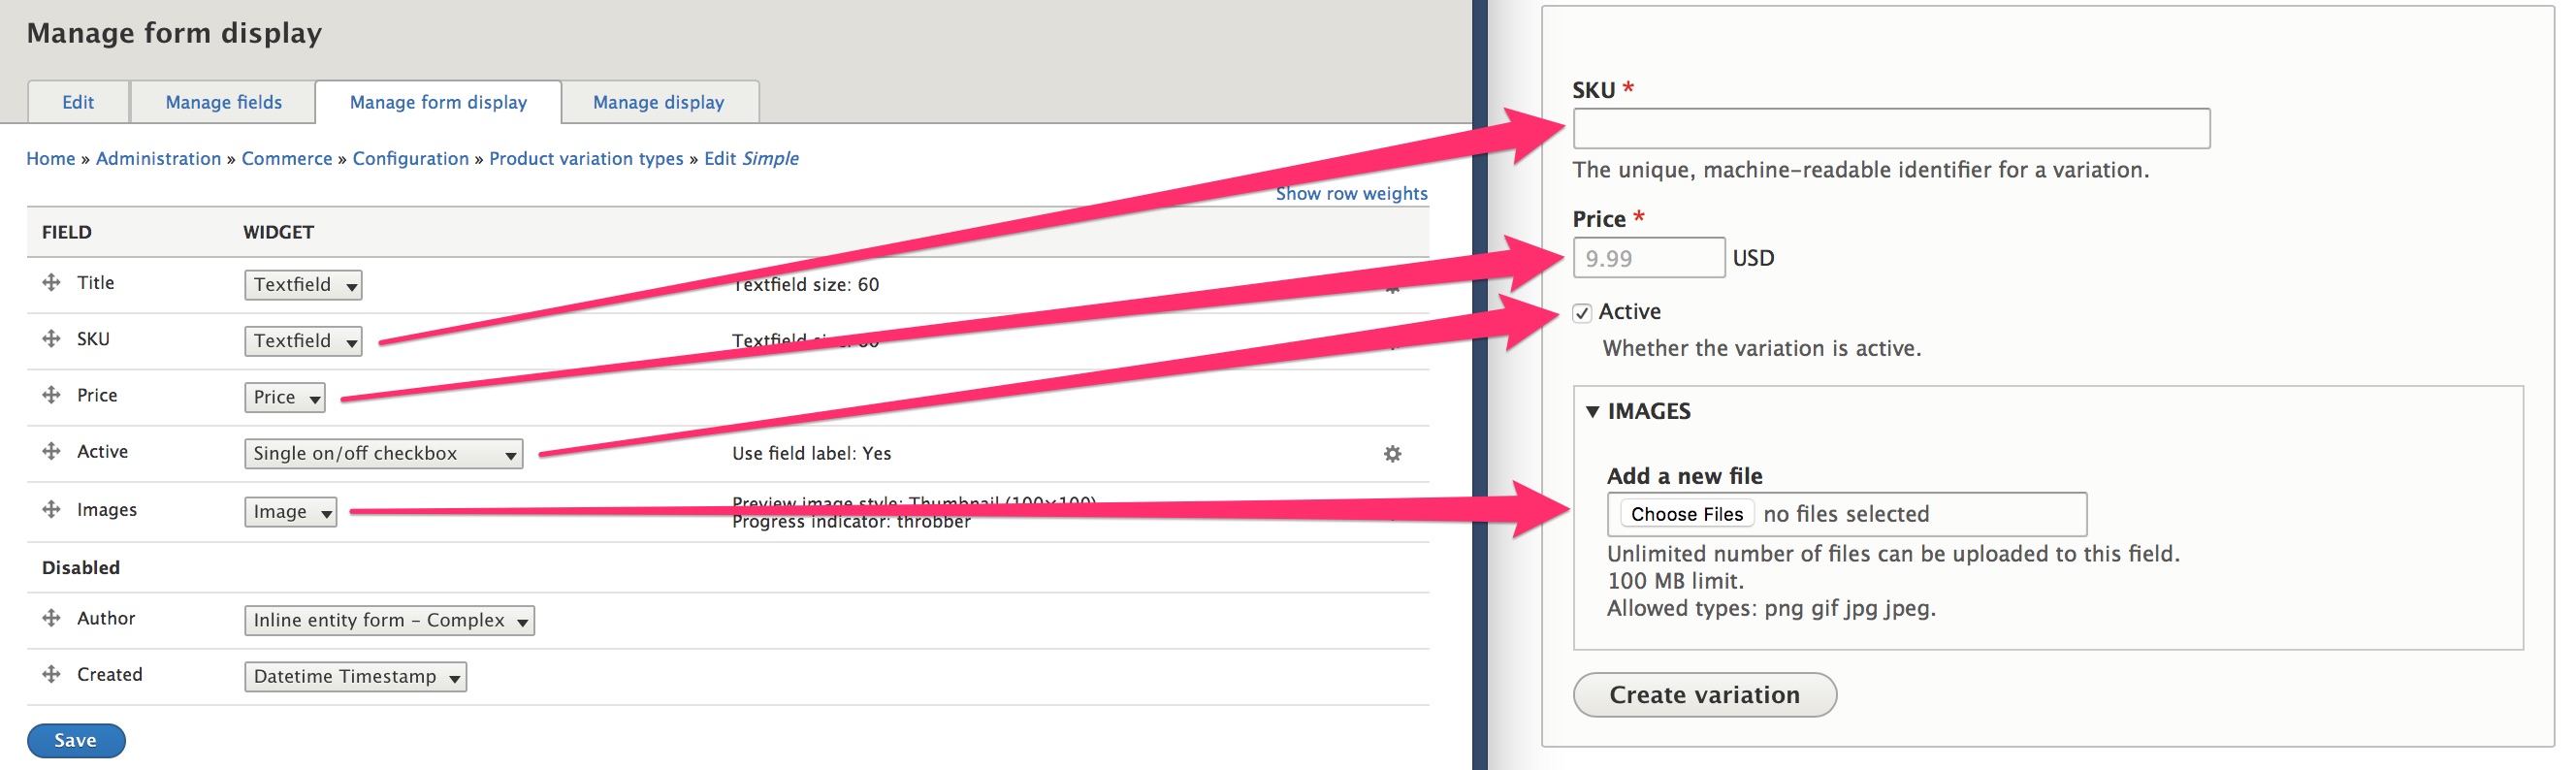 Manage form display
Edit
Manage fields
Manage form display
Manage display
Home » Administration » Commerce » Configuration » Product variation types » Edit Simple
Show row weights
FIELD WIDGET
Title Textfield Textfield size: 60
SKU Textfield Textfield size: 60
Price Price
Active Single on/off checkbox Use field label: Yes
Images Image Preview image style: Thumbnail (100×100)
Progress indicator: throbber
Disabled
Author Inline entity form - Complex
Created Datetime Timestamp
Save
SKU *
The unique, machine-readable identifier for a variation.
Price *
9.99 USD
Active
Whether the variation is active.
IMAGES
Add a new file
Choose Files no files selected
Unlimited number of files can be uploaded to this field.
100 MB limit.
Allowed types: png gif jpg jpeg.
Create variation